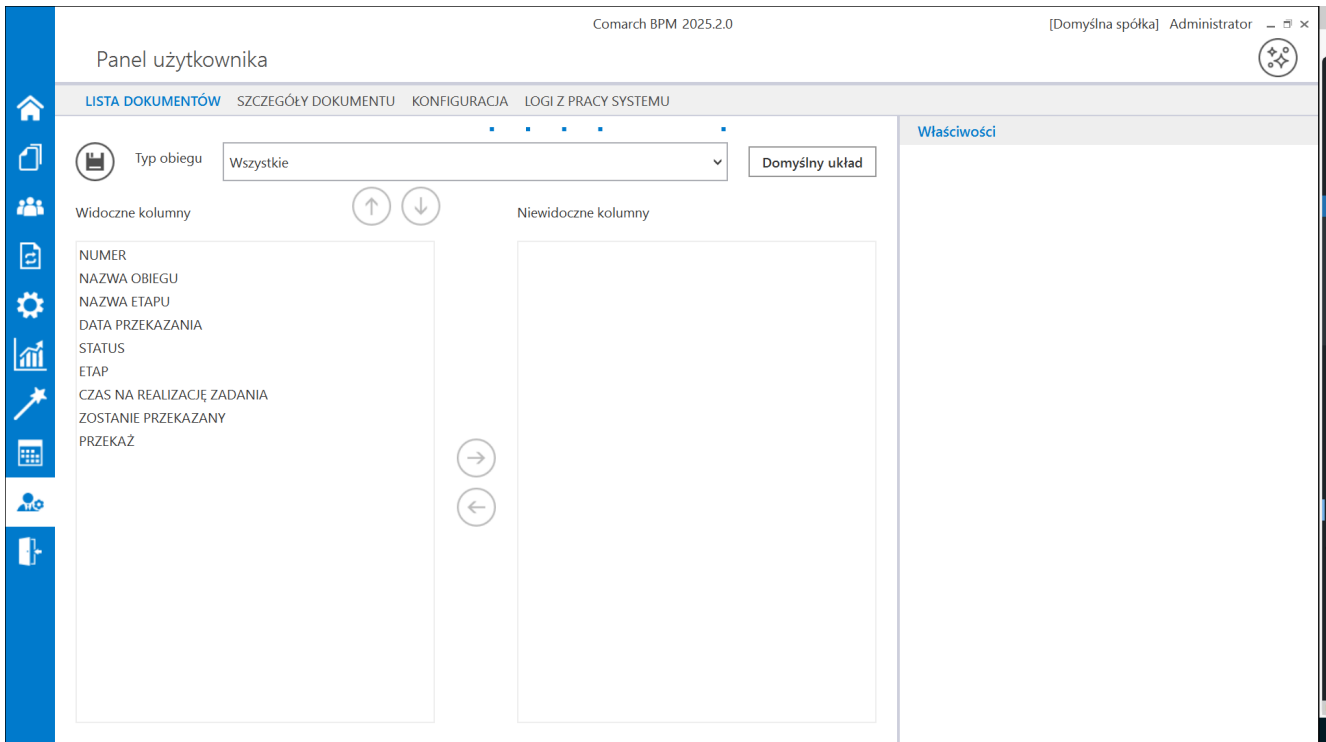 Comarch BPM 2025.2.0
[Domyślna spółka] Administrator
Panel użytkownika
LISTA DOKUMENTÓW SZCZEGÓŁY DOKUMENTU KONFIGURACJA LOGI Z PRACY SYSTEMU
Właściwości
Typ obiegu Wszystkie Domyślny układ
Widoczne kolumny Niewidoczne kolumny
NUMER
NAZWA OBIEGU
NAZWA ETAPU
DATA PRZEKAZANIA
STATUS
ETAP
CZAS NA REALIZACJĘ ZADANIA
ZOSTANIE PRZEKAZANY
PRZEKAŻ